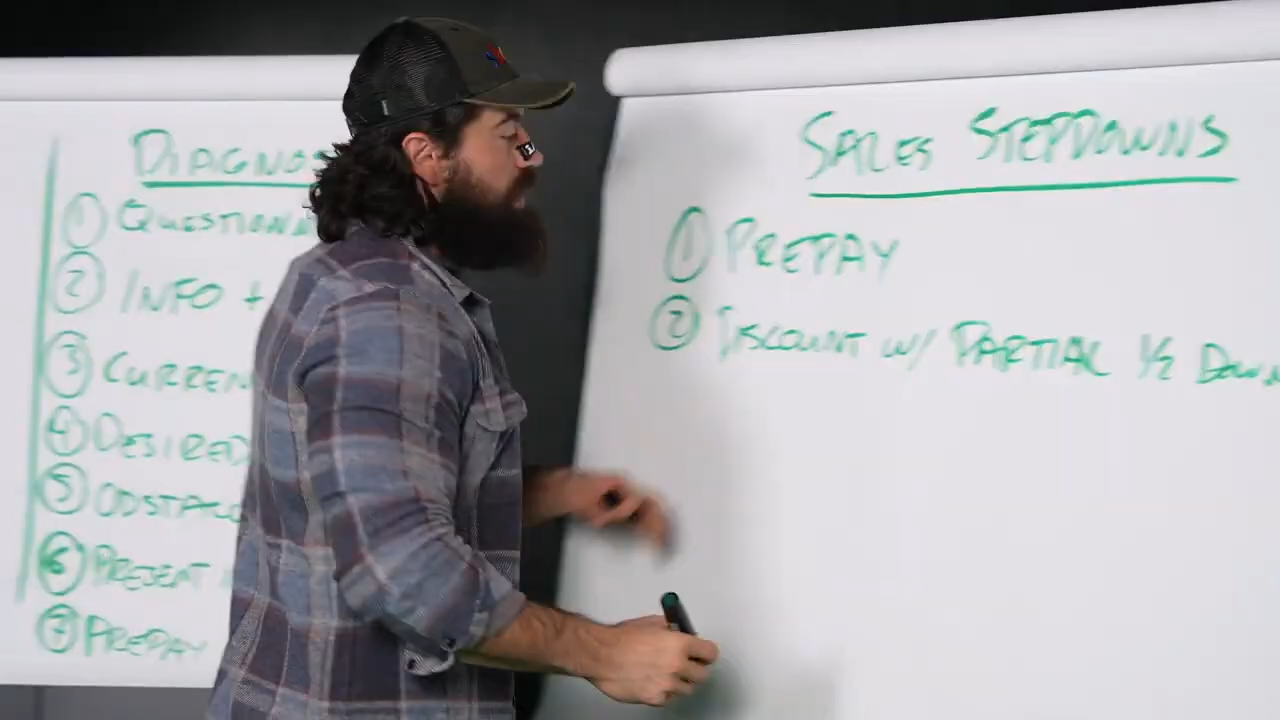 DIAGNOS
① QUESTIONN
② INFO +
③ CURREN
④ DESIRED
⑤ OBSTACL
⑥ PRESENT
⑦ PREPAY
SALES STEPDOWNS
① PREPAY
② DISCOUNT W/ PARTIAL ½ DOWN